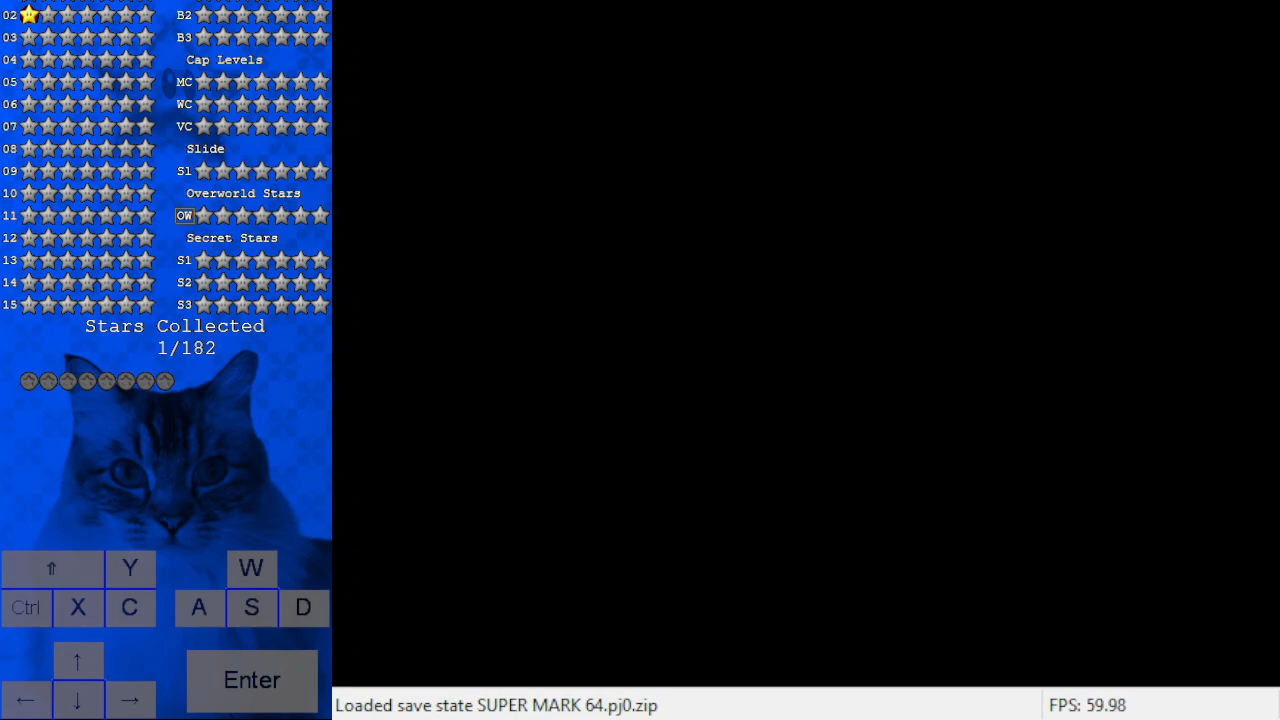 02 B2
03 B3
04 Cap Levels
05 MC
06 WC
07 VC
08 Slide
09 S1
10 Overworld Stars
11 OW
12 Secret Stars
13 S1
14 S2
15 S3
Stars Collected
1/182
⇧ Y W
Ctrl X C A S D
↑
Enter
← ↓ →
Loaded save state SUPER MARK 64.pj0.zip FPS: 59.98